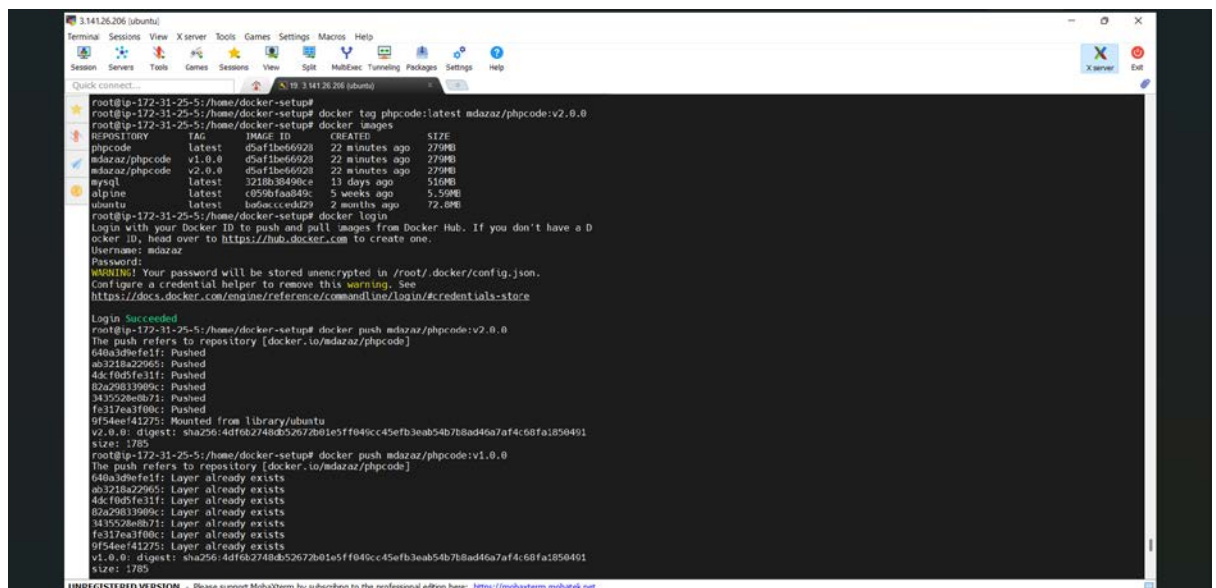 3.141.26.206 (ubuntu)
Terminal Sessions View X server Tools Games Settings Macros Help
Session Servers Tools Games Sessions View Split MultiExec Tunneling Packages Settings Help X server Exit
Quick connect... 19. 3.141.26.206 (ubuntu)
root@ip-172-31-25-5:/home/docker-setup#
root@ip-172-31-25-5:/home/docker-setup# docker tag phpcode:latest mdazaz/phpcode:v2.0.0
root@ip-172-31-25-5:/home/docker-setup# docker images
REPOSITORY TAG IMAGE ID CREATED SIZE
phpcode latest d5af1be66928 22 minutes ago 279MB
mdazaz/phpcode v1.0.0 d5af1be66928 22 minutes ago 279MB
mdazaz/phpcode v2.0.0 d5af1be66928 22 minutes ago 279MB
mysql latest 3218b38490ce 13 days ago 516MB
alpine latest c059bfaa849c 5 weeks ago 5.59MB
ubuntu latest ba6acccedd29 2 months ago 72.8MB
root@ip-172-31-25-5:/home/docker-setup# docker login
Login with your Docker ID to push and pull images from Docker Hub. If you don't have a D
ocker ID, head over to https://hub.docker.com to create one.
Username: mdazaz
Password:
WARNING! Your password will be stored unencrypted in /root/.docker/config.json.
Configure a credential helper to remove this warning. See
https://docs.docker.com/engine/reference/commandline/login/#credentials-store
Login Succeeded
root@ip-172-31-25-5:/home/docker-setup# docker push mdazaz/phpcode:v2.0.0
The push refers to repository [docker.io/mdazaz/phpcode]
640a3d9efe1f: Pushed
ab3218a22965: Pushed
4dcf0d5fe31f: Pushed
82a29833909c: Pushed
3435528e8b71: Pushed
fe317ea3f00c: Pushed
9f54eef41275: Mounted from library/ubuntu
v2.0.0: digest: sha256:4df6b2748db52672b01e5ff049cc45efb3eab54b7b8ad46a7af4c68fa1850491
size: 1785
root@ip-172-31-25-5:/home/docker-setup# docker push mdazaz/phpcode:v1.0.0
The push refers to repository [docker.io/mdazaz/phpcode]
640a3d9efe1f: Layer already exists
ab3218a22965: Layer already exists
4dcf0d5fe31f: Layer already exists
82a29833909c: Layer already exists
3435528e8b71: Layer already exists
fe317ea3f00c: Layer already exists
9f54eef41275: Layer already exists
v1.0.0: digest: sha256:4df6b2748db52672b01e5ff049cc45efb3eab54b7b8ad46a7af4c68fa1850491
size: 1785
UNREGISTERED VERSION - Please support MobaXterm by subscribing to the professional edition here: https://mobaxterm.mobatek.net